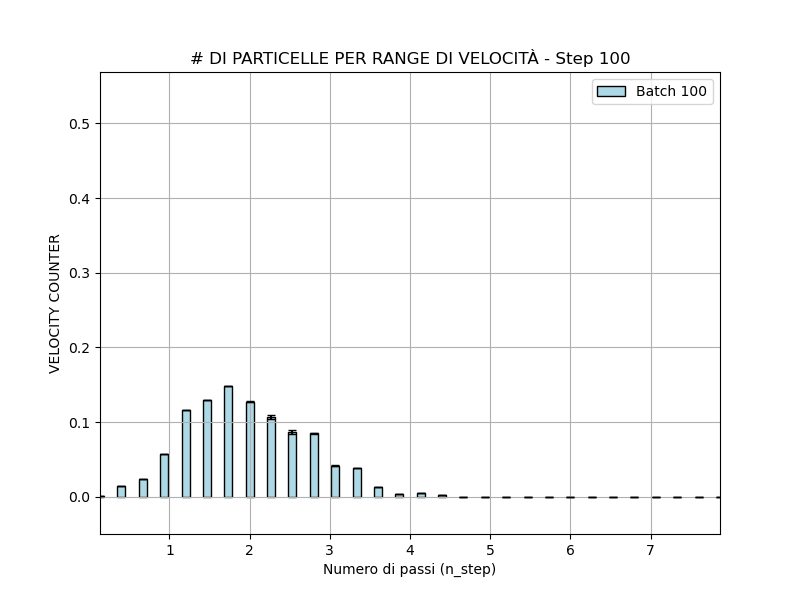 # DI PARTICELLE PER RANGE DI VELOCITÀ - Step 100
Batch 100
0.5
0.4
0.3
0.2
0.1
0.0
VELOCITY COUNTER
1 2 3 4 5 6 7
Numero di passi (n_step)